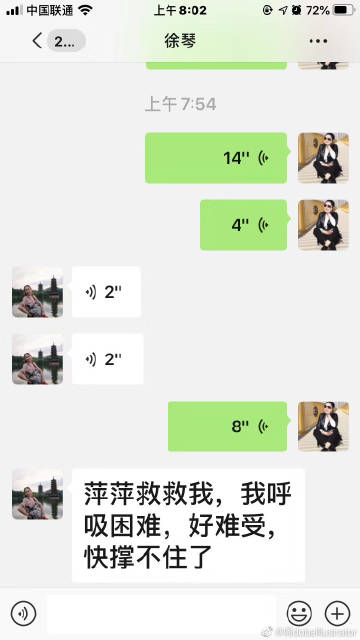 中国联通 上午 8:02 72%
2... 徐琴
上午 7:54
14"
4"
2"
2"
8"
萍萍救救我，我呼
吸困难，好难受，
快撑不住了